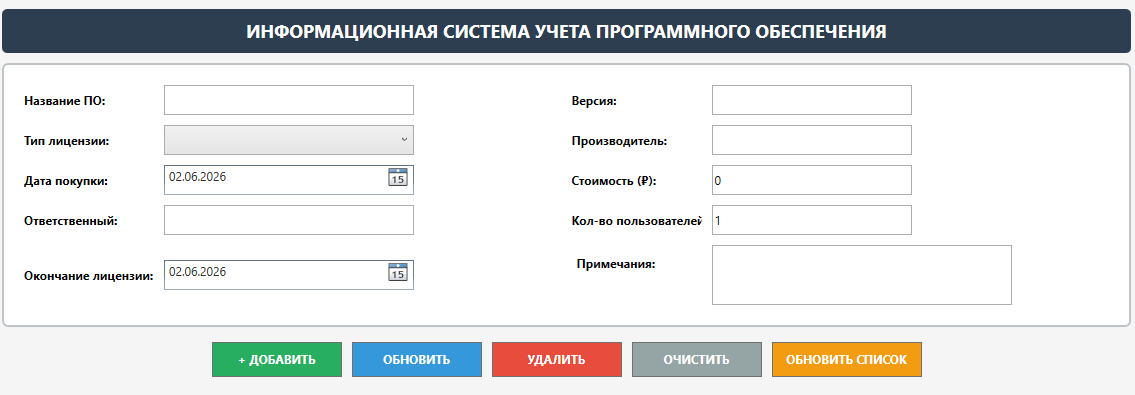 ИНФОРМАЦИОННАЯ СИСТЕМА УЧЕТА ПРОГРАММНОГО ОБЕСПЕЧЕНИЯ
Название ПО:
Версия:
Тип лицензии:
Производитель:
Дата покупки: 02.06.2026 15
Стоимость (₽): 0
Ответственный:
Кол-во пользователей 1
Окончание лицензии: 02.06.2026 15
Примечания:
+ ДОБАВИТЬ ОБНОВИТЬ УДАЛИТЬ ОЧИСТИТЬ ОБНОВИТЬ СПИСОК